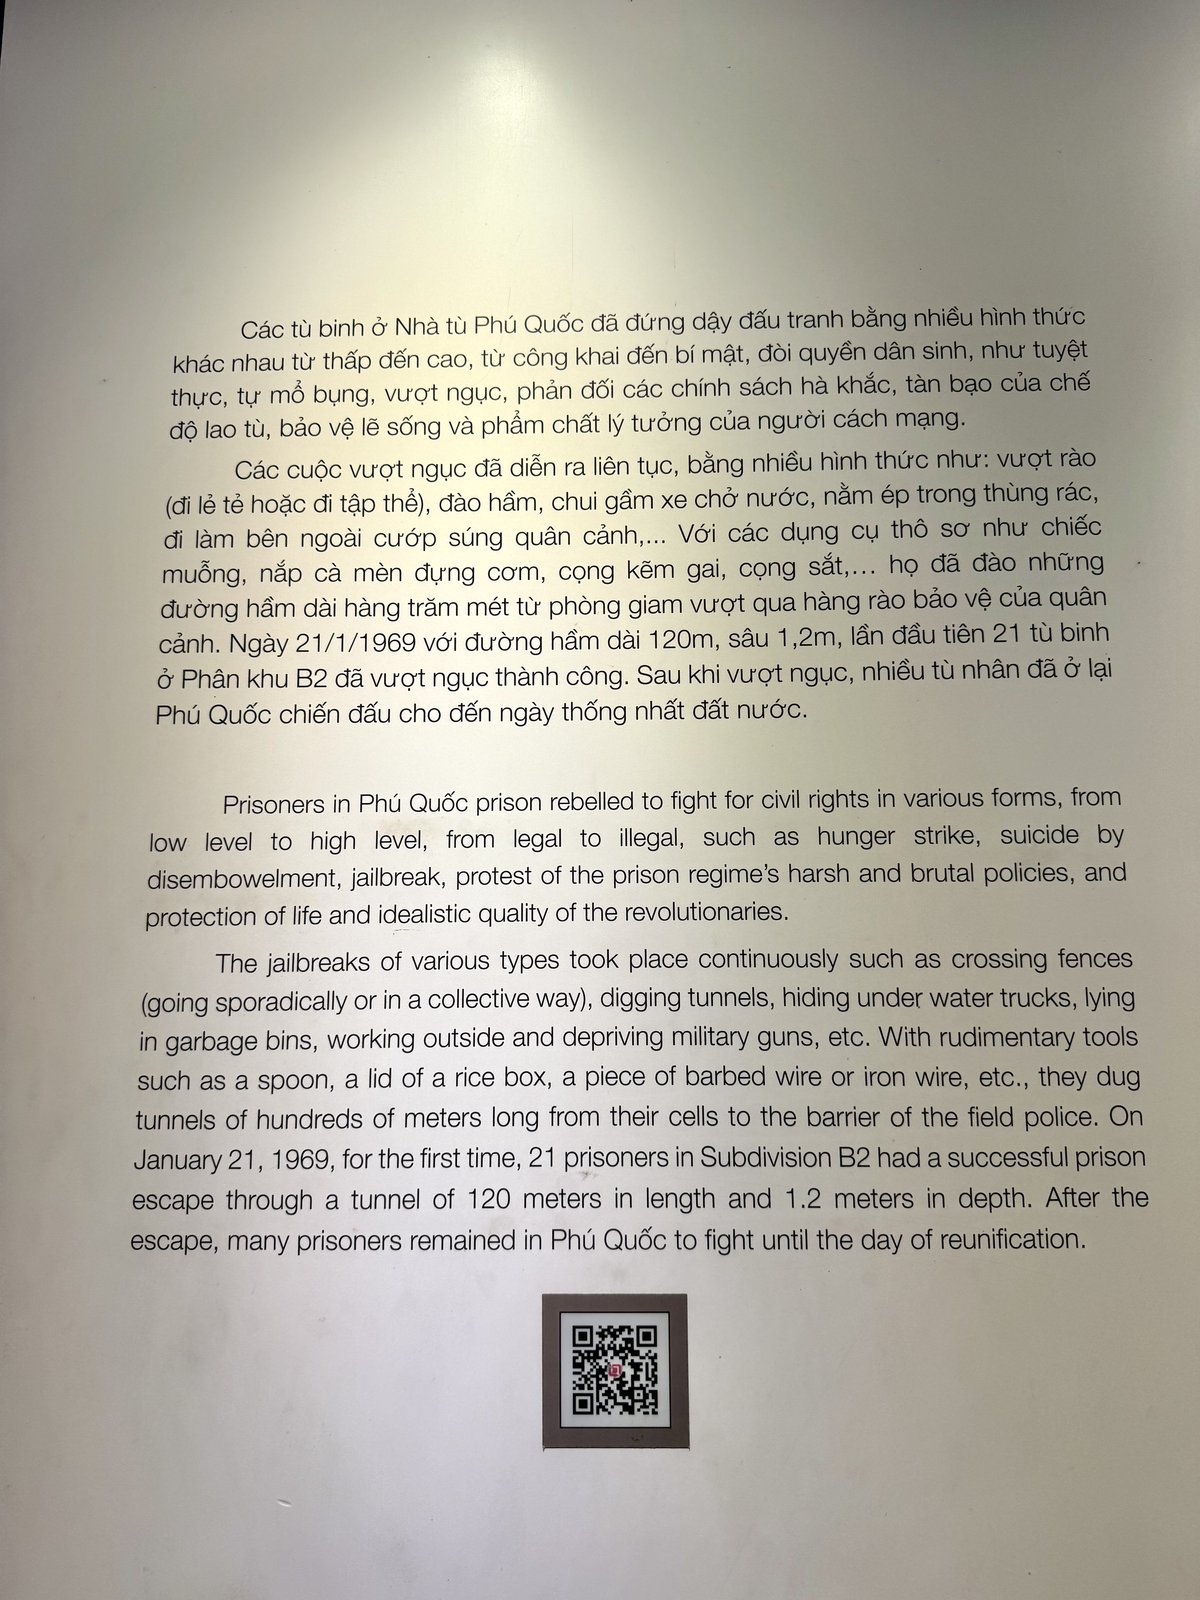 Các tù binh ở Nhà tù Phú Quốc đã đứng dậy đấu tranh bằng nhiều hình thức
khác nhau từ thấp đến cao, từ công khai đến bí mật, đòi quyền dân sinh, như tuyệt
thực, tự mổ bụng, vượt ngục, phản đối các chính sách hà khắc, tàn bạo của chế
độ lao tù, bảo vệ lẽ sống và phẩm chất lý tưởng của người cách mạng.
Các cuộc vượt ngục đã diễn ra liên tục, bằng nhiều hình thức như: vượt rào
(đi lẻ tẻ hoặc đi tập thể), đào hầm, chui gầm xe chở nước, nằm ép trong thùng rác,
đi làm bên ngoài cướp súng quân cảnh,... Với các dụng cụ thô sơ như chiếc
muỗng, nắp cà mèn đựng cơm, cọng kẽm gai, cọng sắt,... họ đã đào những
đường hầm dài hàng trăm mét từ phòng giam vượt qua hàng rào bảo vệ của quân
cảnh. Ngày 21/1/1969 với đường hầm dài 120m, sâu 1,2m, lần đầu tiên 21 tù binh
ở Phân khu B2 đã vượt ngục thành công. Sau khi vượt ngục, nhiều tù nhân đã ở lại
Phú Quốc chiến đấu cho đến ngày thống nhất đất nước.
Prisoners in Phú Quốc prison rebelled to fight for civil rights in various forms, from
low level to high level, from legal to illegal, such as hunger strike, suicide by
disembowelment, jailbreak, protest of the prison regime's harsh and brutal policies, and
protection of life and idealistic quality of the revolutionaries.
The jailbreaks of various types took place continuously such as crossing fences
(going sporadically or in a collective way), digging tunnels, hiding under water trucks, lying
in garbage bins, working outside and depriving military guns, etc. With rudimentary tools
such as a spoon, a lid of a rice box, a piece of barbed wire or iron wire, etc., they dug
tunnels of hundreds of meters long from their cells to the barrier of the field police. On
January 21, 1969, for the first time, 21 prisoners in Subdivision B2 had a successful prison
escape through a tunnel of 120 meters in length and 1.2 meters in depth. After the
escape, many prisoners remained in Phú Quốc to fight until the day of reunification.